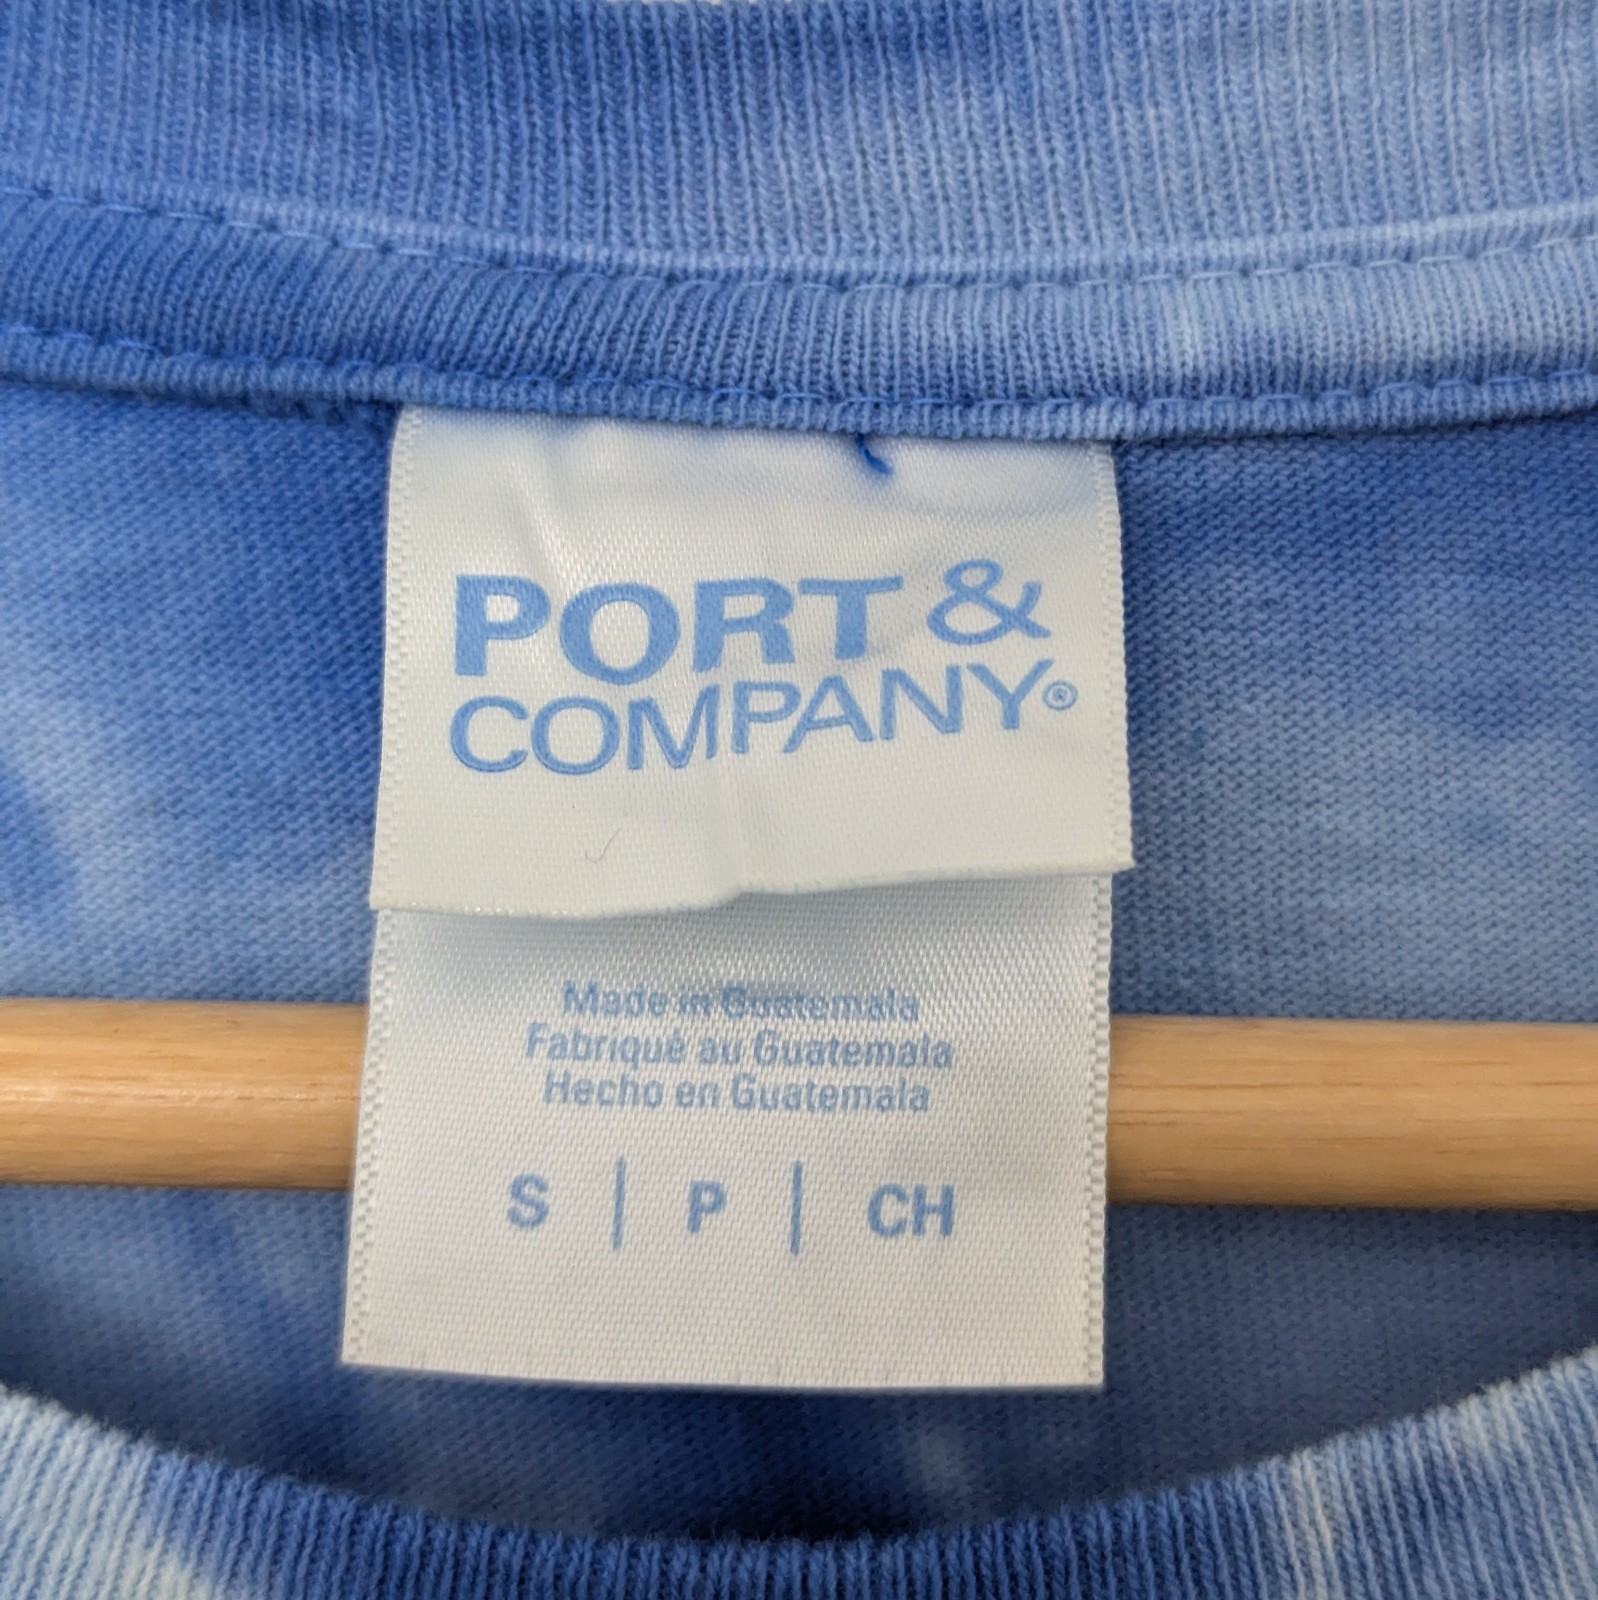 PORT &
COMPANY®
Made in Guatemala
Fabriqué au Guatemala
Hecho en Guatemala
S | P | CH